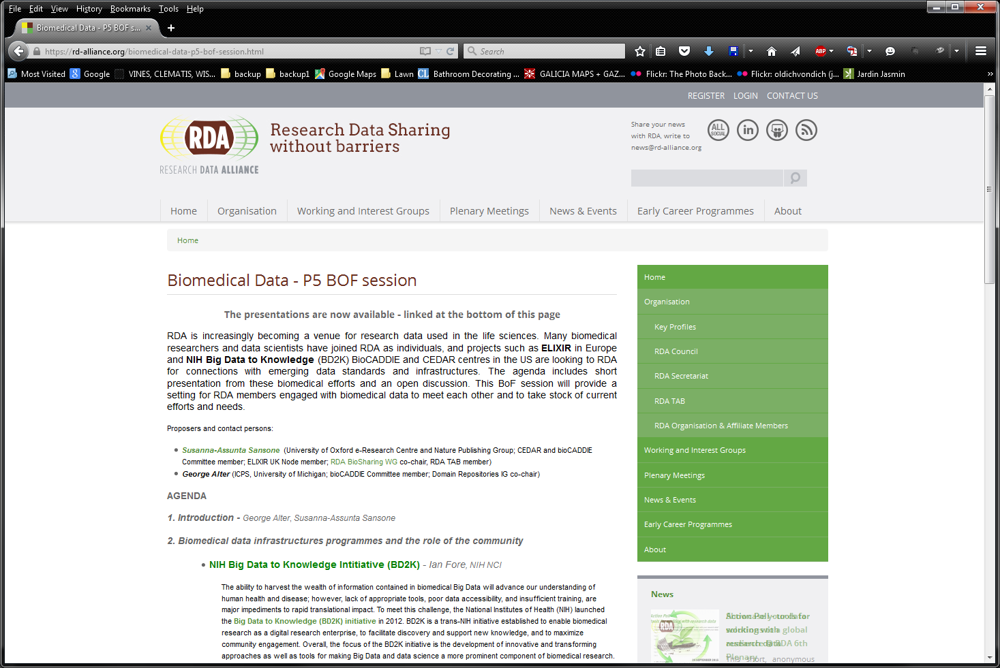 File Edit View History Bookmarks Tools Help
Biomedical Data - P5 BOF s...
https://rd-alliance.org/biomedical-data-p5-bof-session.html
Search
ABP
Most Visited Google VINES, CLEMATIS, WIS... backup backup1 Google Maps Lawn CL Bathroom Decorating ... GALICIA MAPS + GAZ... Flickr: The Photo Back... Flickr: oldichvondich (j... Jardin Jasmin
REGISTER LOGIN CONTACT US
RDA
RESEARCH DATA ALLIANCE
Research Data Sharing
without barriers
Share your news
with RDA, write to
news@rd-alliance.org
ALL
SOCIAL
in
Home Organisation Working and Interest Groups Plenary Meetings News & Events Early Career Programmes About
Home
Biomedical Data - P5 BOF session
The presentations are now available - linked at the bottom of this page
RDA is increasingly becoming a venue for research data used in the life sciences. Many biomedical
researchers and data scientists have joined RDA as individuals, and projects such as ELIXIR in Europe
and NIH Big Data to Knowledge (BD2K) BioCADDIE and CEDAR centres in the US are looking to RDA
for connections with emerging data standards and infrastructures. The agenda includes short
presentation from these biomedical efforts and an open discussion. This BoF session will provide a
setting for RDA members engaged with biomedical data to meet each other and to take stock of current
efforts and needs.
Proposers and contact persons:
Susanna-Assunta Sansone (University of Oxford e-Research Centre and Nature Publishing Group; CEDAR and bioCADDIE
Committee member; ELIXIR UK Node member; RDA BioSharing WG co-chair, RDA TAB member)
George Alter (ICPS, University of Michigan; bioCADDIE Committee member; Domain Repositories IG co-chair)
AGENDA
1. Introduction - George Alter, Susanna-Assunta Sansone
2. Biomedical data infrastructures programmes and the role of the community
NIH Big Data to Knowledge Intitiative (BD2K) - Ian Fore, NIH NCI
The ability to harvest the wealth of information contained in biomedical Big Data will advance our understanding of
human health and disease; however, lack of appropriate tools, poor data accessibility, and insufficient training, are
major impediments to rapid translational impact. To meet this challenge, the National Institutes of Health (NIH) launched
the Big Data to Knowledge (BD2K) initiative in 2012. BD2K is a trans-NIH initiative established to enable biomedical
research as a digital research enterprise, to facilitate discovery and support new knowledge, and to maximize
community engagement. Overall, the focus of the BD2K initiative is the development of innovative and transforming
approaches as well as tools for making Big Data and data science a more prominent component of biomedical research.
Home
Organisation
Key Profiles
RDA Council
RDA Secretariat
RDA TAB
RDA Organisation & Affiliate Members
Working and Interest Groups
Plenary Meetings
News & Events
Early Career Programmes
About
News
RDA
Action Poll - tools for
working with
research data
This short, anonymous